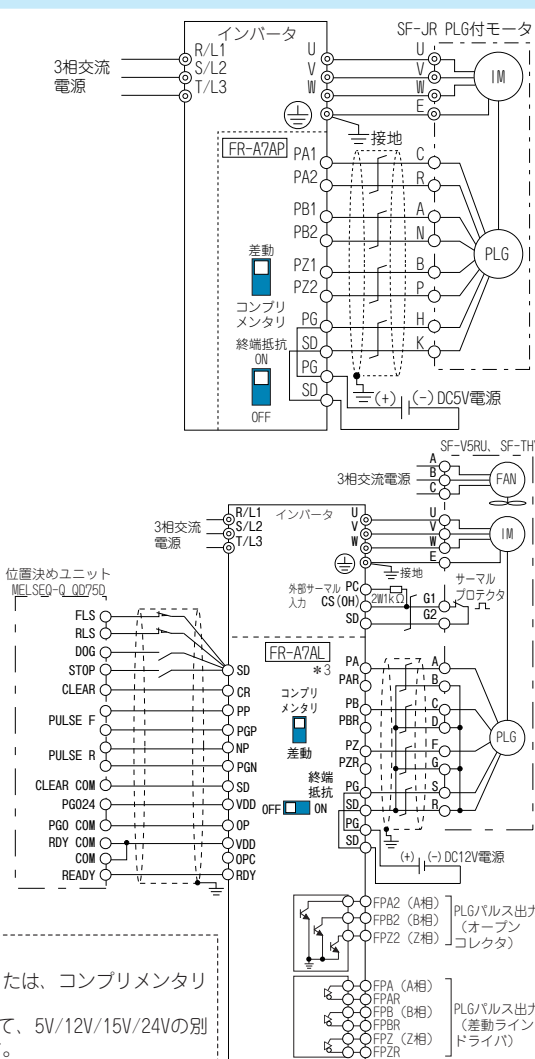 インバータ
SF-JR PLG付モータ
3相交流
電源
R/L1
S/L2
T/L3
U
V
W
U
V
W
E
IM
接地
FR-A7AP
PA1
PA2
PB1
PB2
PZ1
PZ2
PG
SD
PG
SD
C
R
A
N
B
P
H
K
PLG
差動
コンプリ
メンタリ
終端抵抗
ON
OFF
(+)
(-)
DC5V電源
SF-V5RU、SF-TH
3相交流電源
A
B
C
FAN
3相交流
電源
R/L1
S/L2
T/L3
インバータ
U
V
W
U
V
W
E
IM
接地
外部サーマル
入力
PC
CS(OH)
SD
2W1kΩ
G1
G2
サーマル
プロテクタ
位置決めユニット
MELSEQ-Q QD75D
FLS
RLS
DOG
STOP
CLEAR
PULSE F
PULSE R
CLEAR COM
PG024
PG0 COM
RDY COM
COM
READY
SD
CR
PP
PGP
NP
PGN
SD
VDD
OP
VDD
OPC
RDY
FR-A7AL
*3
コンプリ
メンタリ
差動
終端
抵抗
OFF
ON
PA
PAR
PB
PBR
PZ
PZR
PG
SD
PG
SD
A
B
C
D
F
G
S
R
PLG
(+)
(-)
DC12V電源
FPA2 (A相)
FPB2 (B相)
FPZ2 (Z相)
PLGパルス出力
(オープン
コレクタ)
FPA (A相)
FPAR
FPB (B相)
FPBR
FPZ (Z相)
FPZR
PLGパルス出力
(差動ライン
ドライバ)
たは、コンプリメンタリ
て、5V/12V/15V/24Vの別